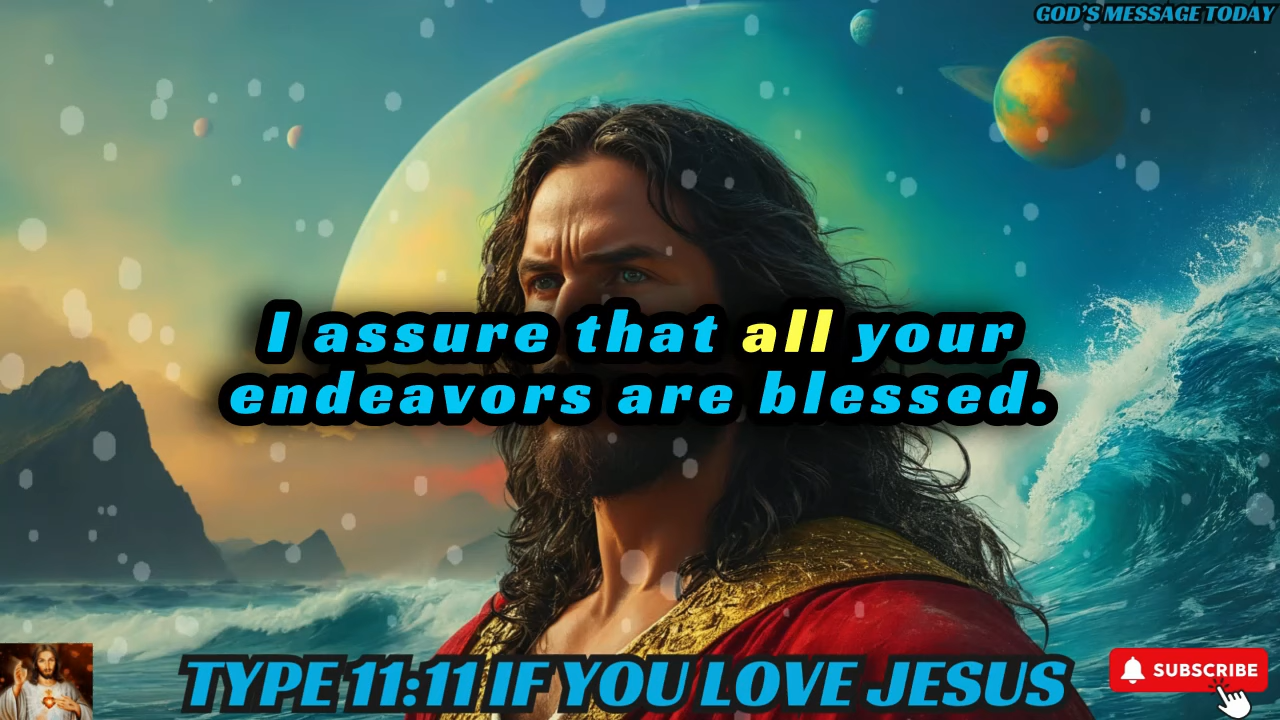 GOD'S MESSAGE TODAY
I assure that all your
endeavors are blessed.
TYPE 11:11 IF YOU LOVE JESUS
SUBSCRIBE